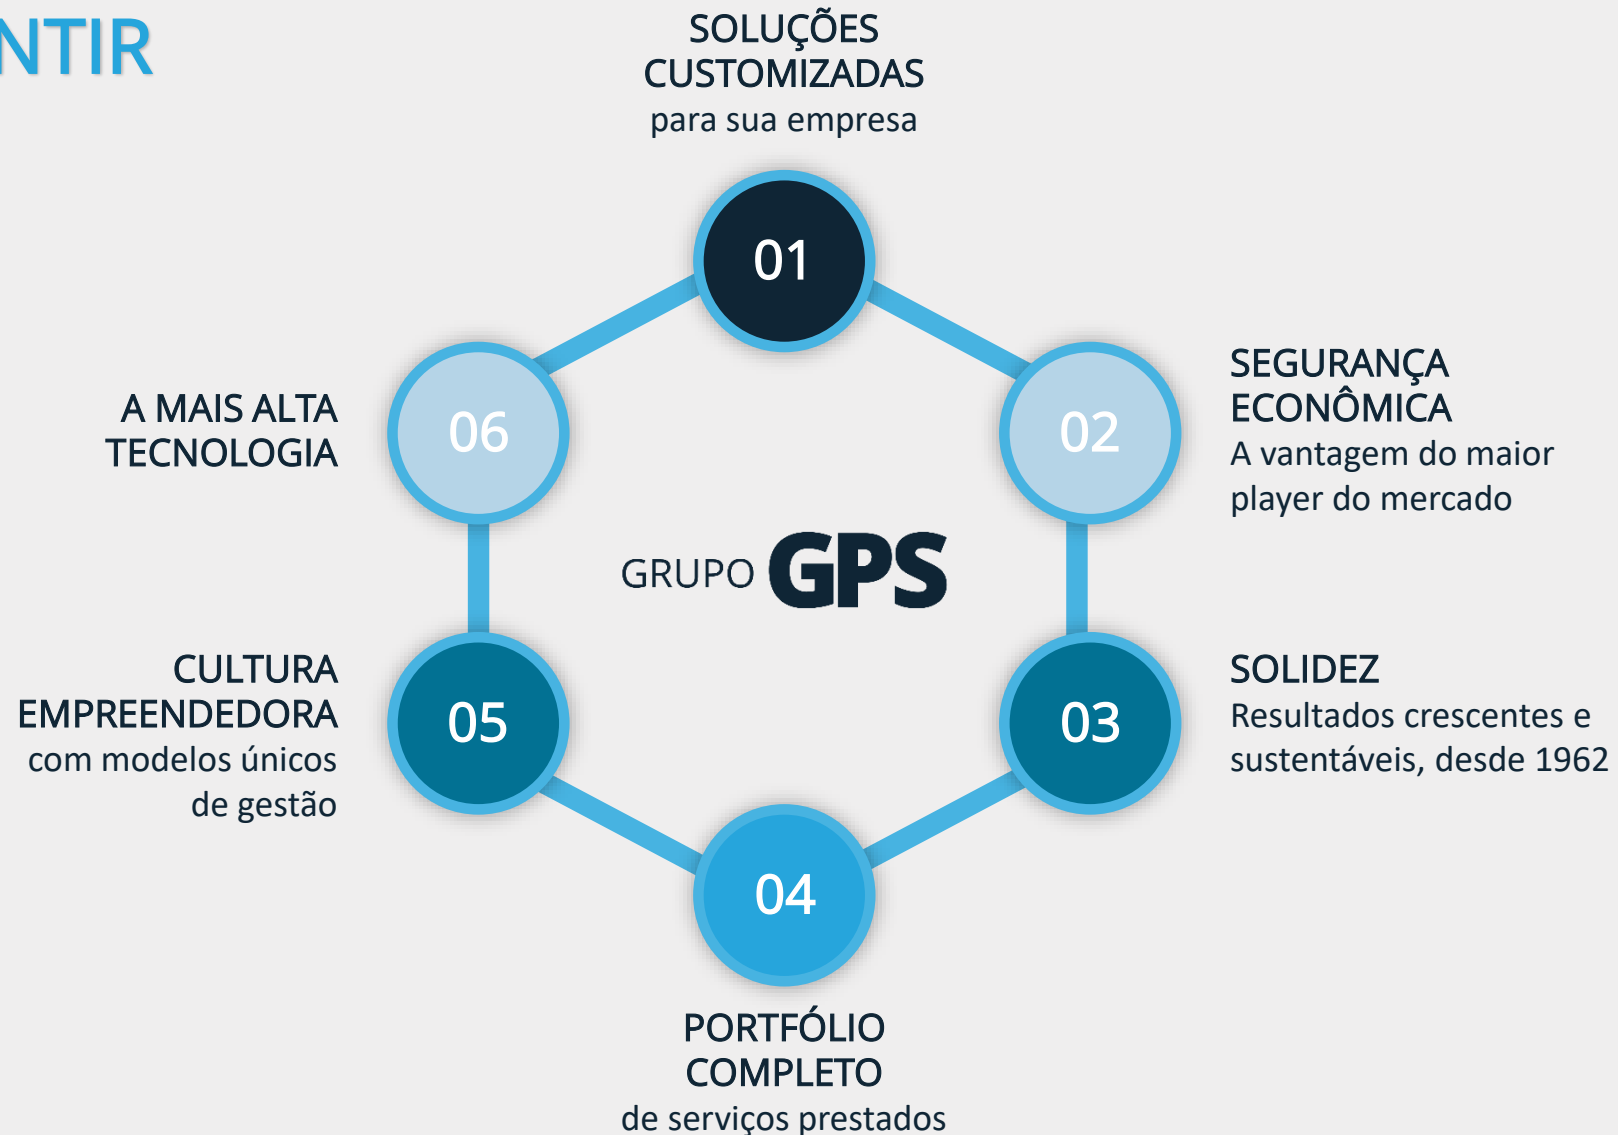 NTIR
SOLUÇÕES
CUSTOMIZADAS
para sua empresa
01
SEGURANÇA
ECONÔMICA
A vantagem do maior
player do mercado
02
SOLIDEZ
Resultados crescentes e
sustentáveis, desde 1962
03
04
PORTFÓLIO
COMPLETO
de serviços prestados
CULTURA
EMPREENDEDORA
com modelos únicos
de gestão
05
A MAIS ALTA
TECNOLOGIA
06
GRUPO GPS